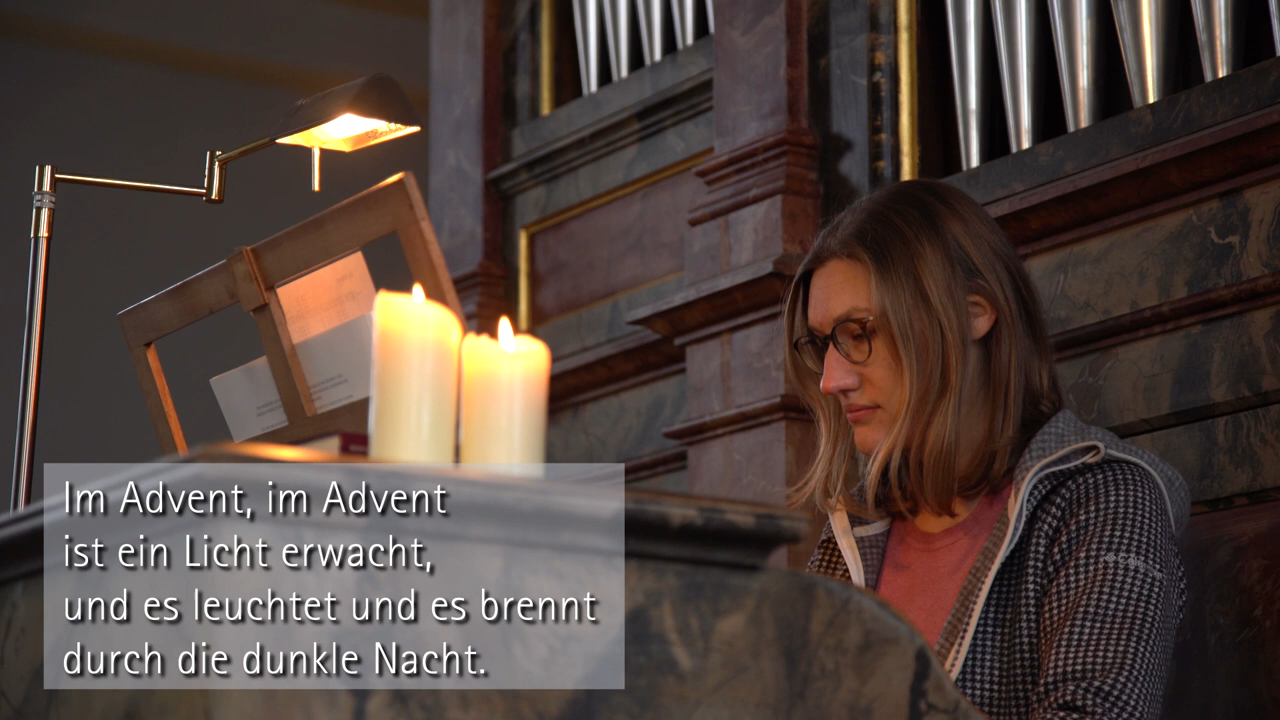 Im Advent, im Advent
ist ein Licht erwacht,
und es leuchtet und es brennt
durch die dunkle Nacht.